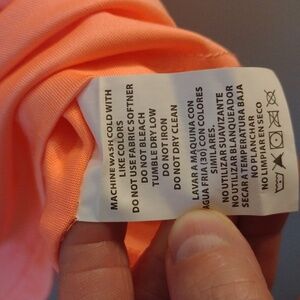 MACHINE WASH COLD WITH
LIKE COLORS
DO NOT USE FABRIC SOFTNER
DO NOT BLEACH
TUMBLE DRY LOW
DO NOT IRON
DO NOT DRY CLEAN
LAVAR A MAQUINA CON
AGUA FRIA (30) CON COLORES
SIMILARES.
NO UTILIZAR SUAVIZANTE
NO UTILIZAR BLANQUEADOR
SECAR A TEMPERATURA BAJA
NO PLANCHAR
NO LIMPIAR EN SECO